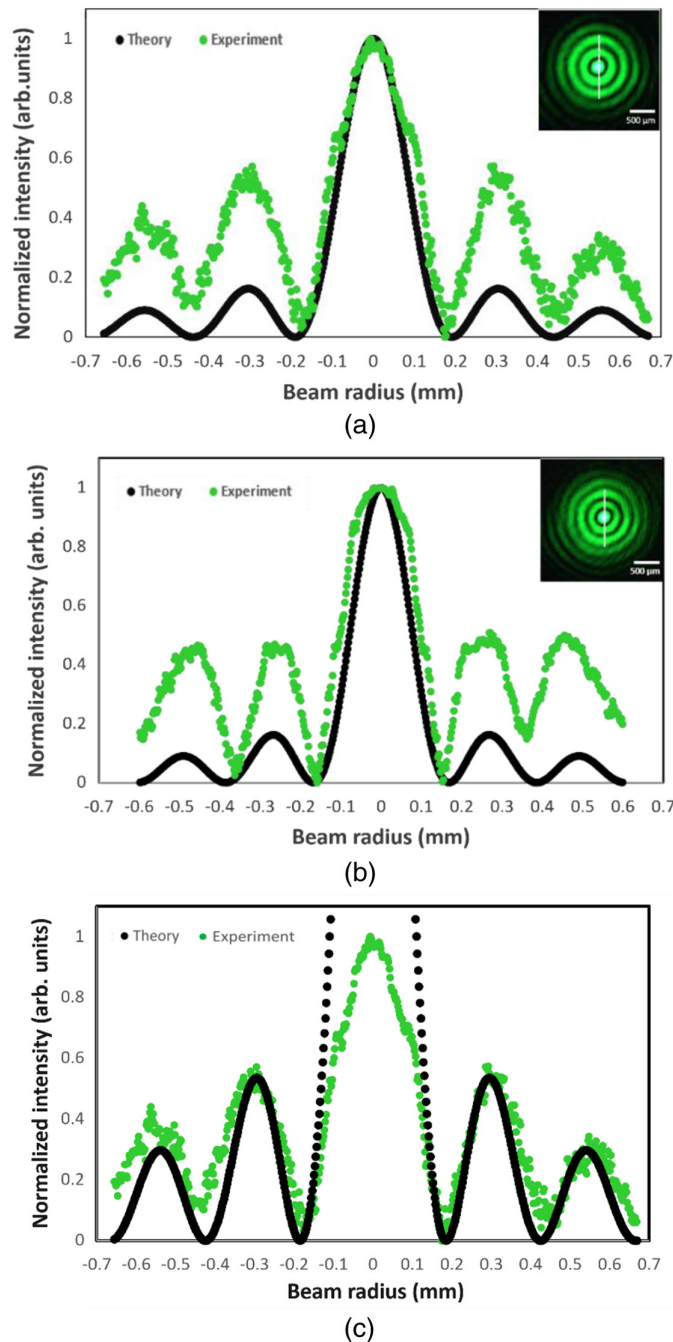 Normalized intensity (arb.units)
1
0.8
0.6
0.4
0.2
0
Theory Experiment
500 µm
-0.7 -0.6 -0.5 -0.4 -0.3 -0.2 -0.1 0 0.1 0.2 0.3 0.4 0.5 0.6 0.7
Beam radius (mm)
(a)
Normalized intensity (arb. units)
1
0.8
0.6
0.4
0.2
0
Theory Experiment
500 µm
-0.7 -0.6 -0.5 -0.4 -0.3 -0.2 -0.1 0 0.1 0.2 0.3 0.4 0.5 0.6 0.7
Beam radius (mm)
(b)
Normalized intensity (arb. units)
1
0.8
0.6
0.4
0.2
0
Theory Experiment
-0.7 -0.6 -0.5 -0.4 -0.3 -0.2 -0.1 0 0.1 0.2 0.3 0.4 0.5 0.6 0.7
Beam radius (mm)
(c)